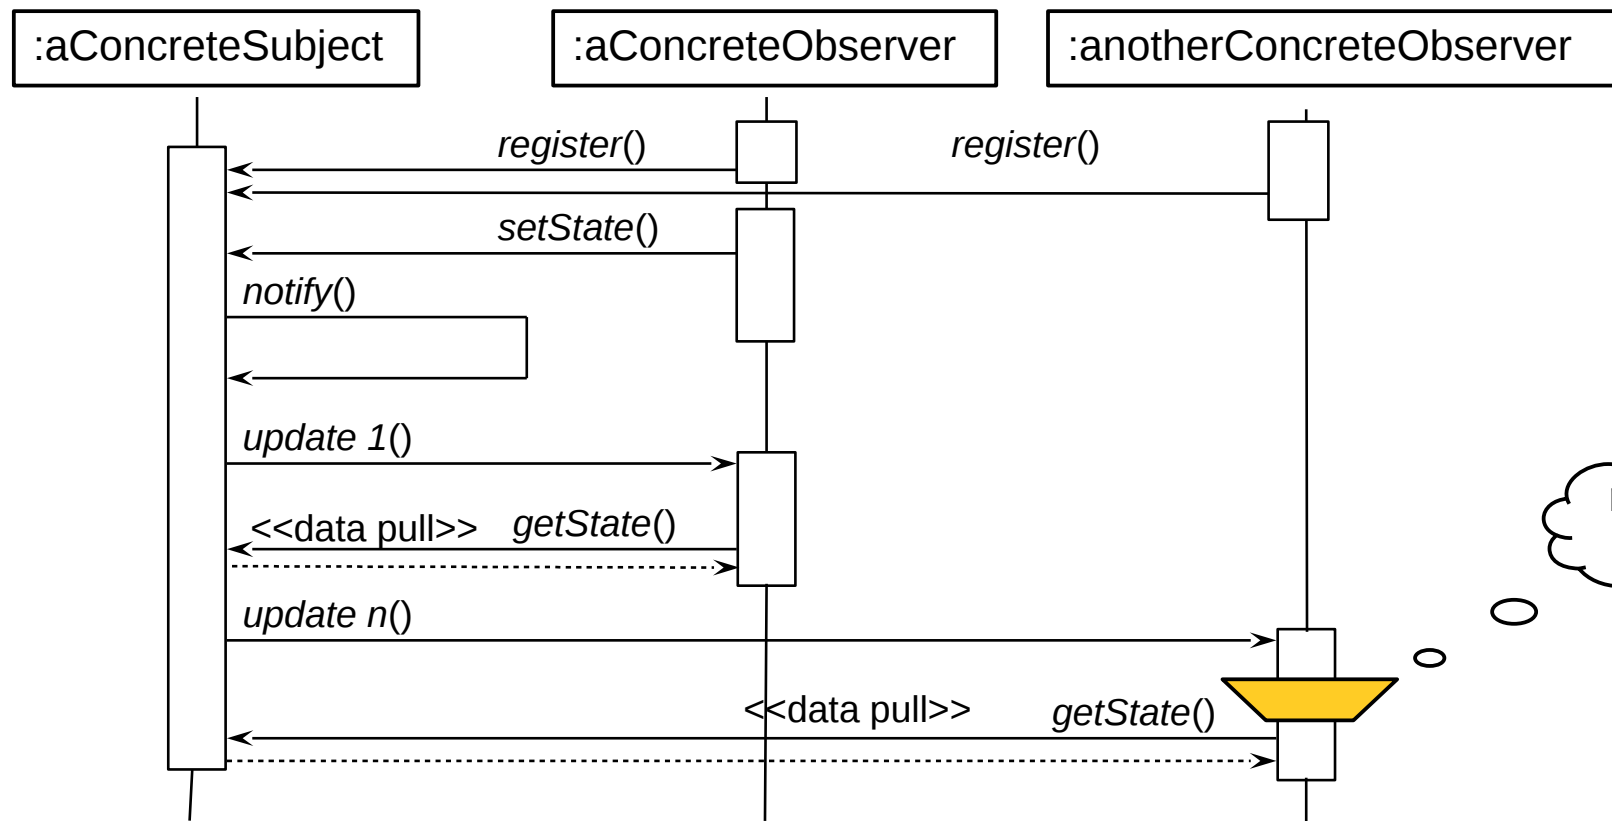 :aConcreteSubject
:aConcreteObserver
:anotherConcreteObserver
register()
register()
setState()
notify()
update 1()
<<data pull>>
getState()
update n()
<<data pull>>
getState()